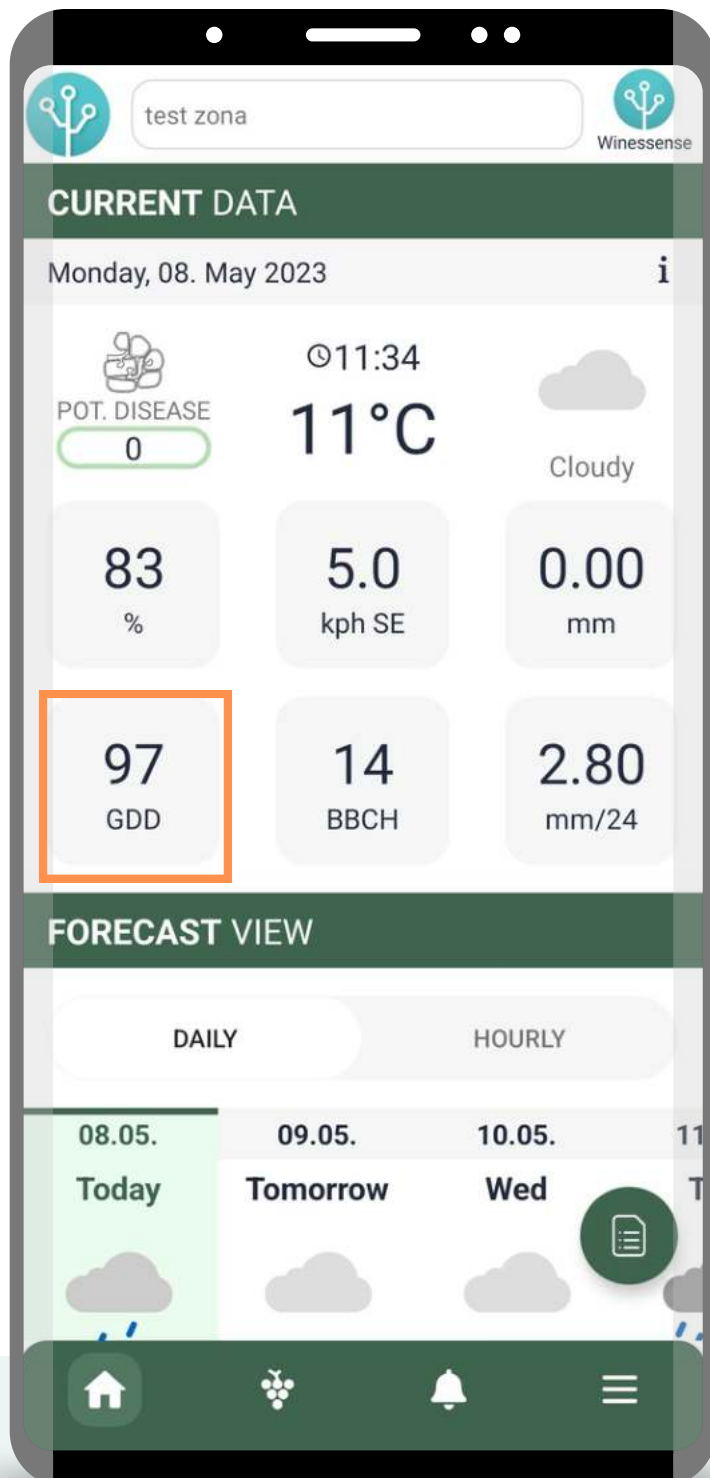 test zona
Winessense
CURRENT DATA
Monday, 08. May 2023 i
POT. DISEASE
0
11:34
11°C
Cloudy
83
%
5.0
kph SE
0.00
mm
97
GDD
14
BBCH
2.80
mm/24
FORECAST VIEW
DAILY HOURLY
08.05. 09.05. 10.05. 11
Today Tomorrow Wed T